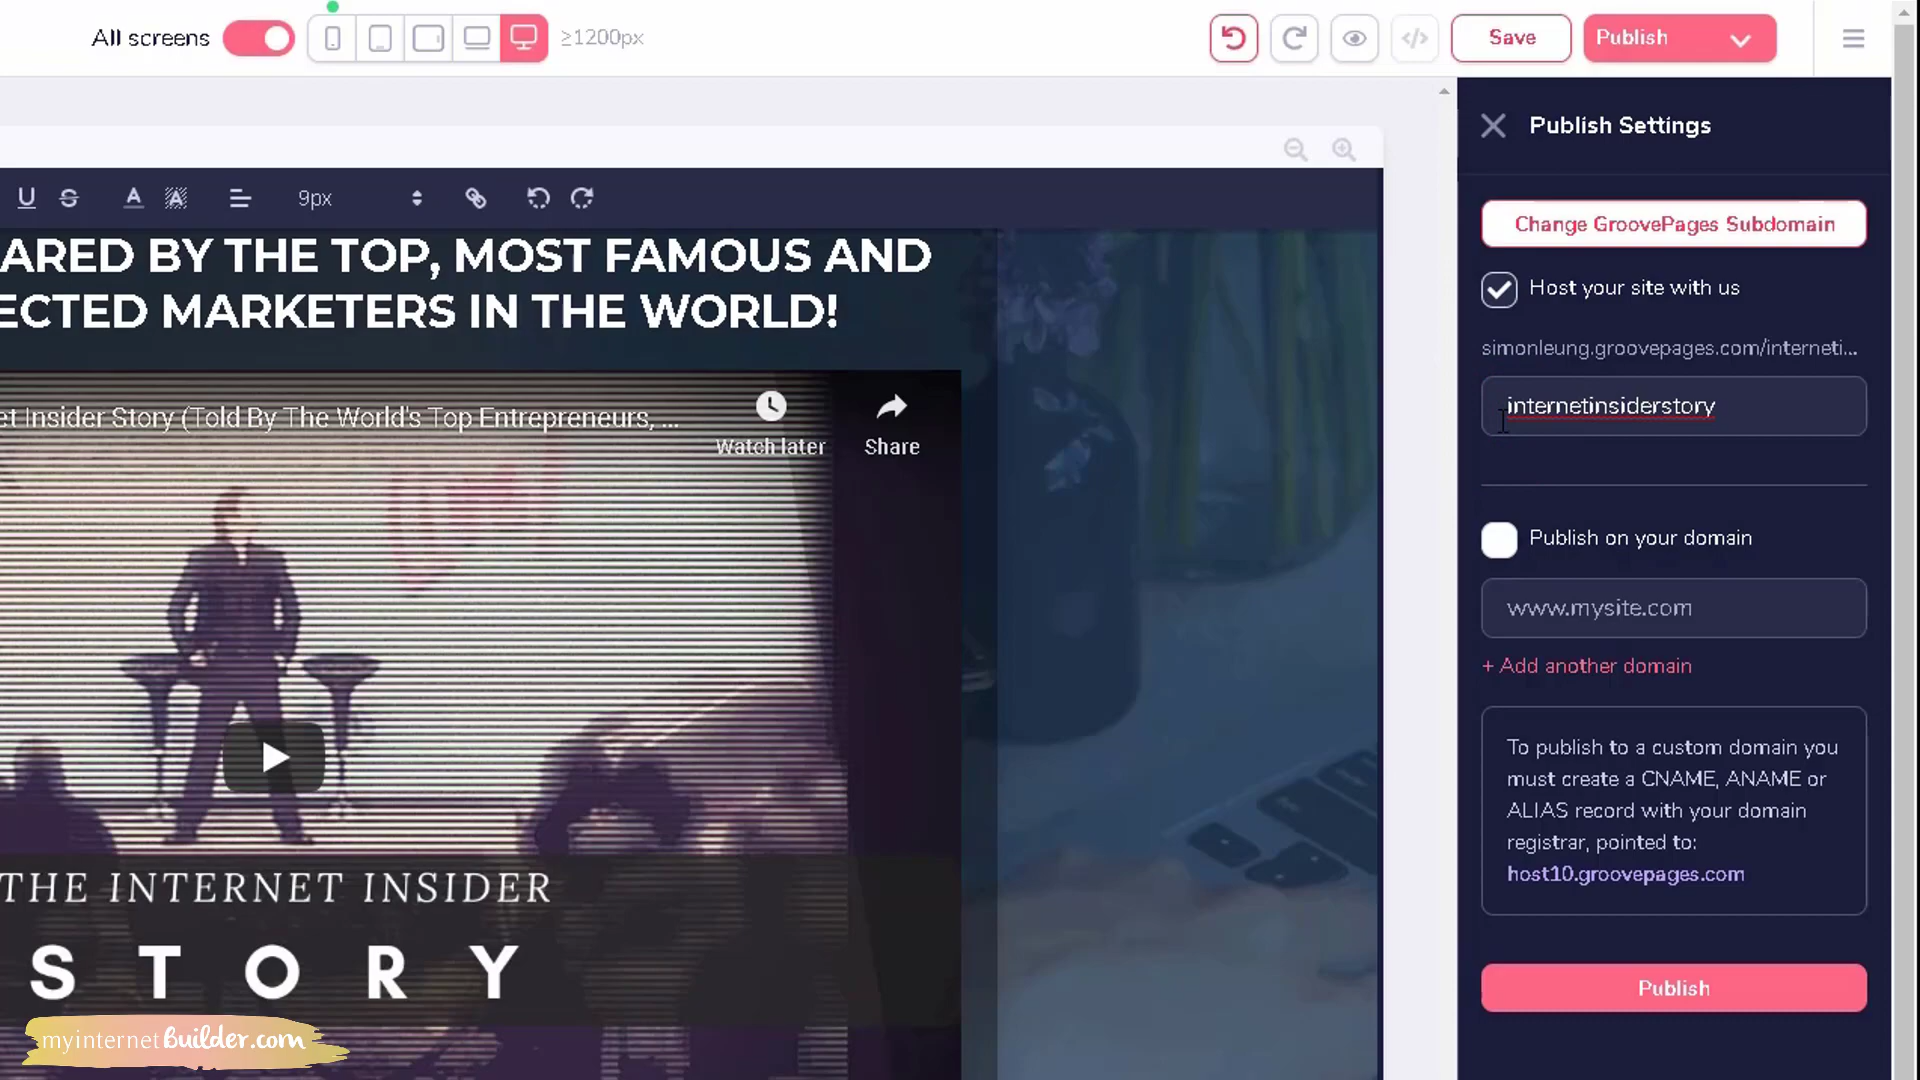 All screens
≥1200px
Save
Publish
Publish Settings
9px
Change GroovePages Subdomain
Host your site with us
simonleung.groovepages.com/interneti...
internetinsiderstory
Publish on your domain
www.mysite.com
+ Add another domain
To publish to a custom domain you
must create a CNAME, ANAME or
ALIAS record with your domain
registrar, pointed to:
host10.groovepages.com
Publish
ARED BY THE TOP, MOST FAMOUS AND
ECTED MARKETERS IN THE WORLD!
et Insider Story (Told By The World's Top Entrepreneurs, ...
Watch later
Share
THE INTERNET INSIDER
STORY
myinternetBuilder.com